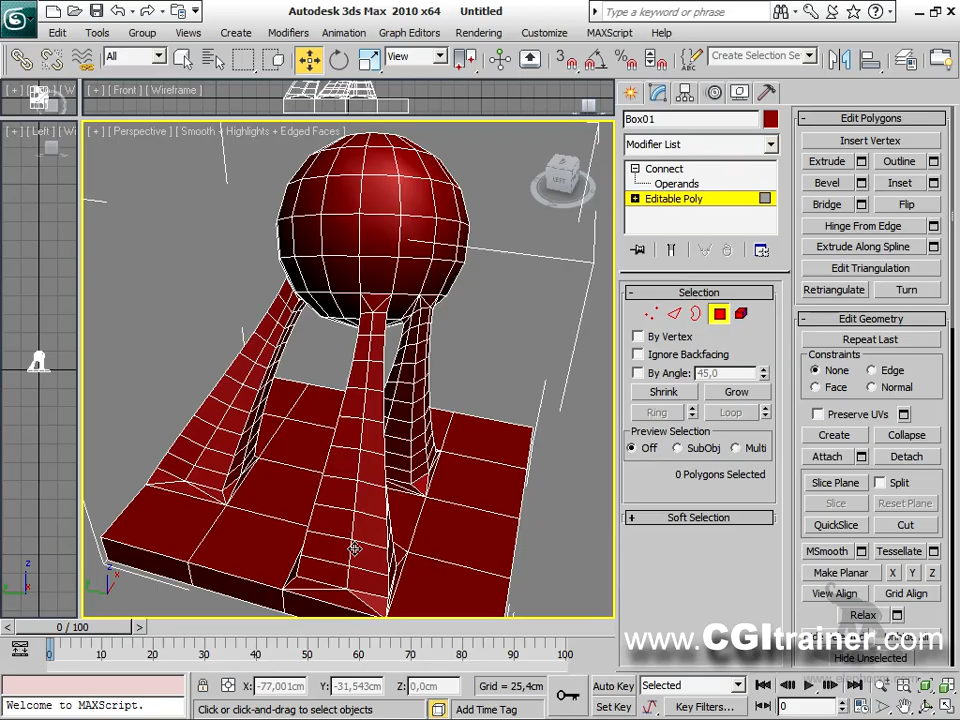 Autodesk 3ds Max 2010 x64 Untitled
Type a keyword or phrase
Edit Tools Group Views Create Modifiers Animation Graph Editors Rendering Customize MAXScript Help
All
View
3
Create Selection Se
[ + ] [ Front ] [ Wireframe ]
[ + ] [ Left ] [ Wi
[ + ] [ Perspective ] [ Smooth + Highlights + Edged Faces ]
LEFT
Box01
Modifier List
Connect
Operands
Editable Poly
Selection
By Vertex
Ignore Backfacing
By Angle: 45,0
Shrink Grow
Ring Loop
Preview Selection
Off SubObj Multi
0 Polygons Selected
Soft Selection
Edit Polygons
Insert Vertex
Extrude Outline
Bevel Inset
Bridge Flip
Hinge From Edge
Extrude Along Spline
Edit Triangulation
Retriangulate Turn
Edit Geometry
Repeat Last
Constraints
None Edge
Face Normal
Preserve UVs
Create Collapse
Attach Detach
Slice Plane Split
Slice Reset Plane
QuickSlice Cut
MSmooth Tessellate
Make Planar X Y Z
View Align Grid Align
Relax
Hide Unselected
www.CGItrainer.com
z
x
z
x
0 / 100
0 10 20 30 40 50 60 70 80 90 100
X: -77,001cm Y: -31,543cm Z: 0,0cm Grid = 25,4cm
Auto Key Selected
Welcome to MAXScript.
Click or click-and-drag to select objects
Add Time Tag
Set Key Key Filters...
0